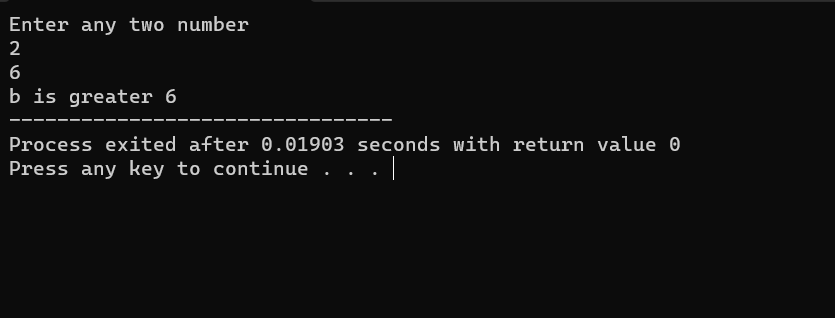 Enter any two number
2
6
b is greater 6
--------------------------------
Process exited after 0.01903 seconds with return value 0
Press any key to continue . . .